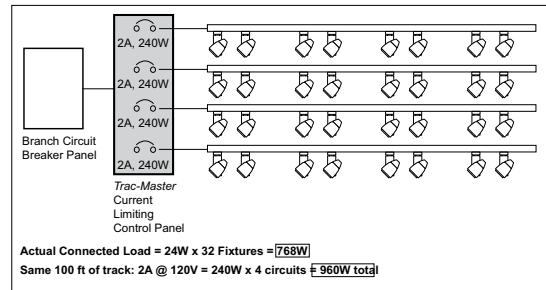 2A, 240W
2A, 240W
2A, 240W
2A, 240W
Branch Circuit
Breaker Panel
Trac-Master
Current
Limiting
Control Panel
Actual Connected Load = 24W x 32 Fixtures = 768W
Same 100 ft of track: 2A @ 120V = 240W x 4 circuits = 960W total